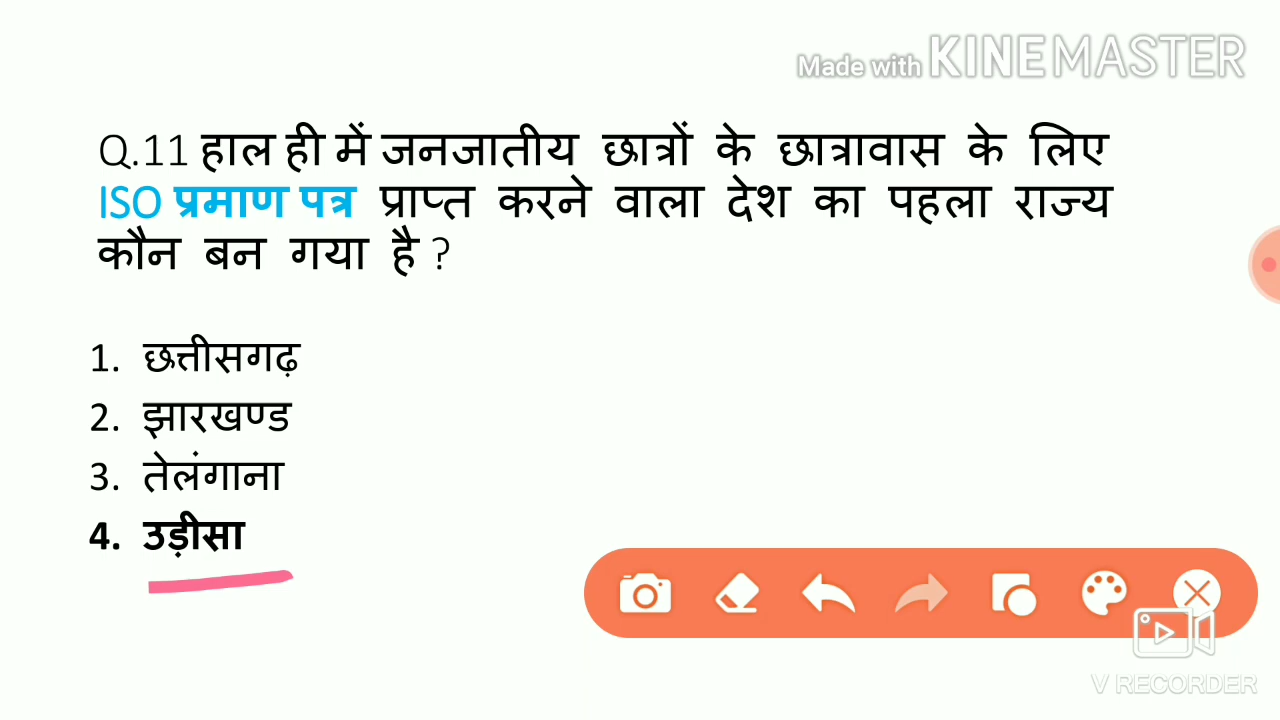 Made with KINEMASTER
Q.11 हाल ही में जनजातीय छात्रों के छात्रावास के लिए
ISO प्रमाण पत्र प्राप्त करने वाला देश का पहला राज्य
कौन बन गया है ?
1. छत्तीसगढ़
2. झारखण्ड
3. तेलंगाना
4. उड़ीसा
V RECORDER